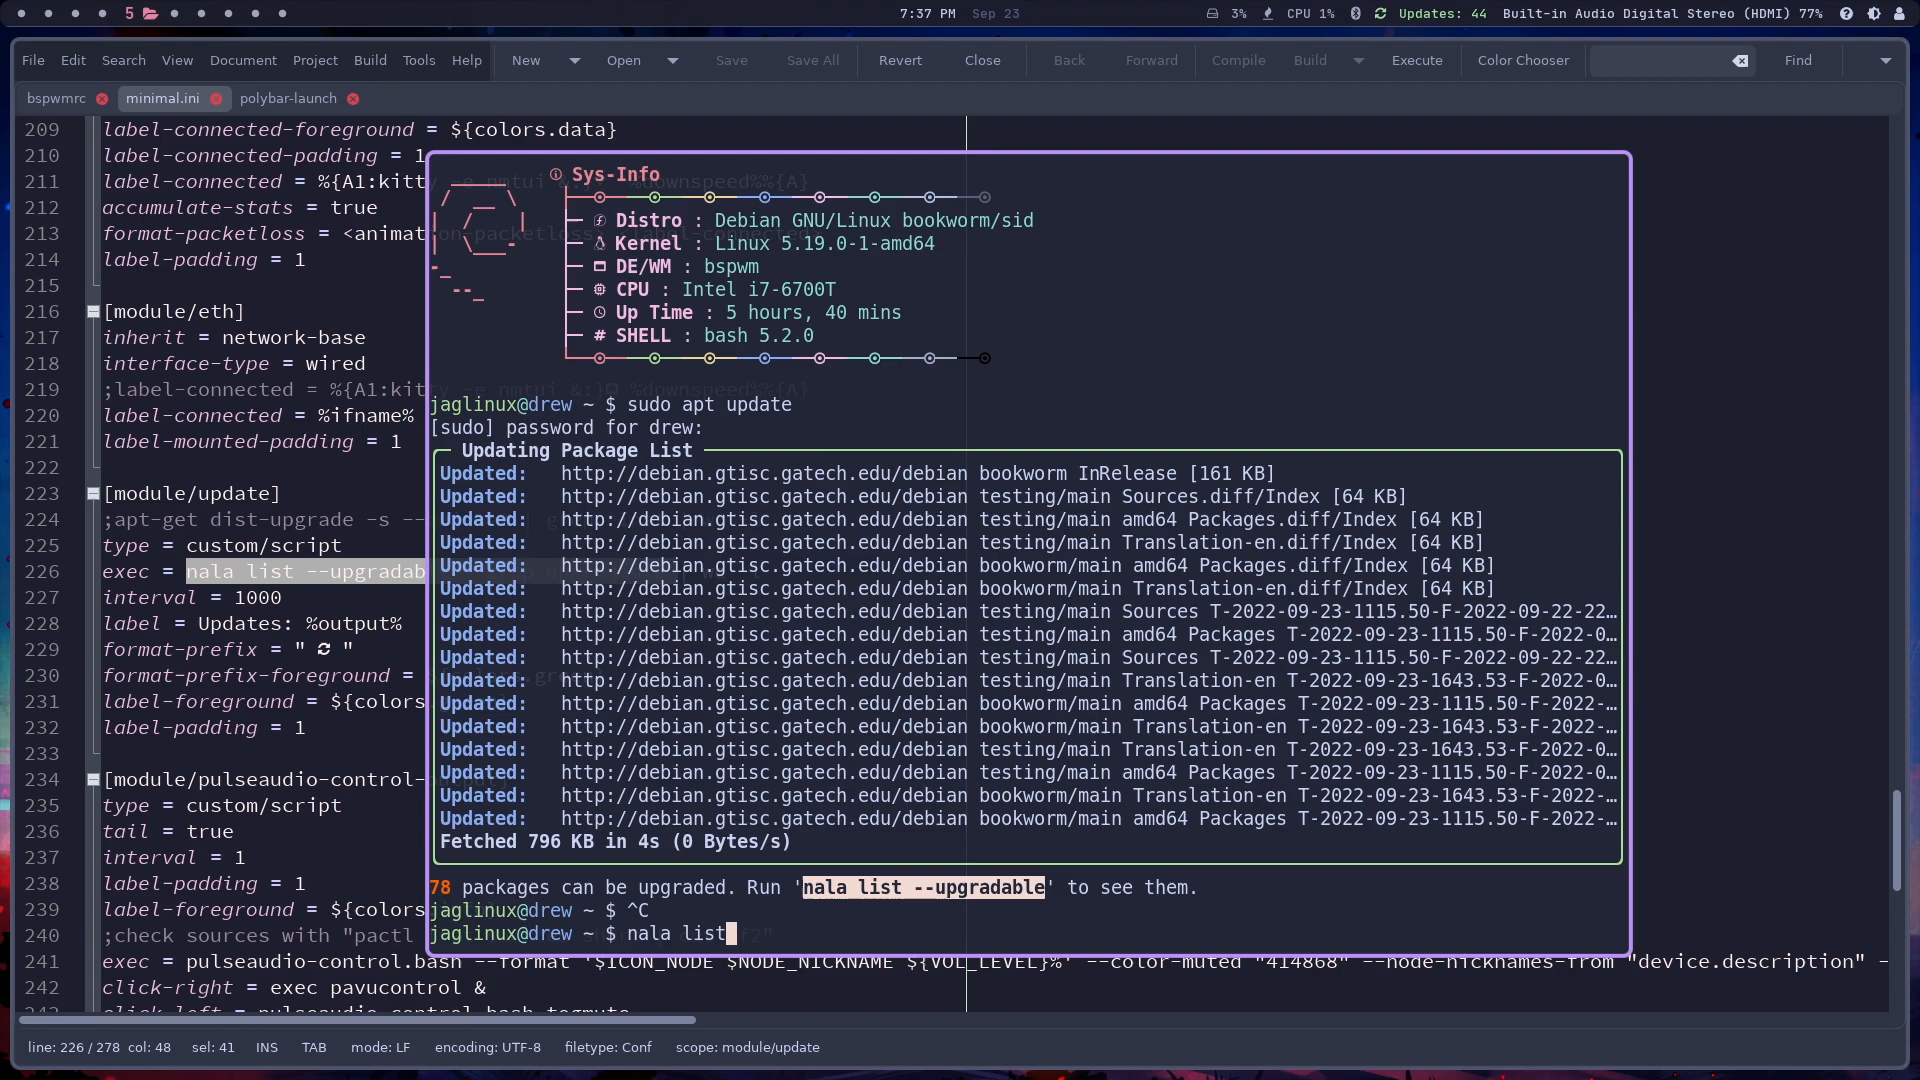 5
7:37 PM Sep 23
3% CPU 1% Updates: 44 Built-in Audio Digital Stereo (HDMI) 77%
File Edit Search View Document Project Build Tools Help New Open Save Save All Revert Close Back Forward Compile Build Execute Color Chooser Find
bspwmrc minimal.ini polybar-launch
209 label-connected-foreground = ${colors.data}
210 label-connected-padding = 1
211 label-connected = %{A1:kitty -e nmtui &:} %downspeed%%{A}
212 accumulate-stats = true
213 format-packetloss = <animation-packetloss> <label-connected>
214 label-padding = 1
215
216 [module/eth]
217 inherit = network-base
218 interface-type = wired
219 ;label-connected = %{A1:kitty -e nmtui &:} %downspeed%%{A}
220 label-connected = %ifname%
221 label-mounted-padding = 1
222
223 [module/update]
224 ;apt-get dist-upgrade -s --
225 type = custom/script
226 exec = nala list --upgradab
227 interval = 1000
228 label = Updates: %output%
229 format-prefix = " "
230 format-prefix-foreground =
231 label-foreground = ${colors
232 label-padding = 1
233
234 [module/pulseaudio-control-
235 type = custom/script
236 tail = true
237 interval = 1
238 label-padding = 1
239 label-foreground = ${colors
240 ;check sources with "pactl
241 exec = pulseaudio-control.bash --format '$ICON_NODE $NODE_NICKNAME ${VOL_LEVEL}%' --color-muted "414868" --node-nicknames-from "device.description" -
242 click-right = exec pavucontrol &
243 click-left = pulseaudio-control.bash togmute
Sys-Info
Distro : Debian GNU/Linux bookworm/sid
Kernel : Linux 5.19.0-1-amd64
DE/WM : bspwm
CPU : Intel i7-6700T
Up Time : 5 hours, 40 mins
# SHELL : bash 5.2.0
jaglinux@drew ~ $ sudo apt update
[sudo] password for drew:
Updating Package List
Updated: http://debian.gtisc.gatech.edu/debian bookworm InRelease [161 KB]
Updated: http://debian.gtisc.gatech.edu/debian testing/main Sources.diff/Index [64 KB]
Updated: http://debian.gtisc.gatech.edu/debian testing/main amd64 Packages.diff/Index [64 KB]
Updated: http://debian.gtisc.gatech.edu/debian testing/main Translation-en.diff/Index [64 KB]
Updated: http://debian.gtisc.gatech.edu/debian bookworm/main amd64 Packages.diff/Index [64 KB]
Updated: http://debian.gtisc.gatech.edu/debian bookworm/main Translation-en.diff/Index [64 KB]
Updated: http://debian.gtisc.gatech.edu/debian testing/main Sources T-2022-09-23-1115.50-F-2022-09-22-22…
Updated: http://debian.gtisc.gatech.edu/debian testing/main amd64 Packages T-2022-09-23-1115.50-F-2022-0…
Updated: http://debian.gtisc.gatech.edu/debian testing/main Sources T-2022-09-23-1115.50-F-2022-09-22-22…
Updated: http://debian.gtisc.gatech.edu/debian testing/main Translation-en T-2022-09-23-1643.53-F-2022-0…
Updated: http://debian.gtisc.gatech.edu/debian bookworm/main amd64 Packages T-2022-09-23-1115.50-F-2022-…
Updated: http://debian.gtisc.gatech.edu/debian bookworm/main Translation-en T-2022-09-23-1643.53-F-2022-…
Updated: http://debian.gtisc.gatech.edu/debian testing/main Translation-en T-2022-09-23-1643.53-F-2022-0…
Updated: http://debian.gtisc.gatech.edu/debian testing/main amd64 Packages T-2022-09-23-1115.50-F-2022-0…
Updated: http://debian.gtisc.gatech.edu/debian bookworm/main Translation-en T-2022-09-23-1643.53-F-2022-…
Updated: http://debian.gtisc.gatech.edu/debian bookworm/main amd64 Packages T-2022-09-23-1115.50-F-2022-…
Fetched 796 KB in 4s (0 Bytes/s)
78 packages can be upgraded. Run 'nala list --upgradable' to see them.
jaglinux@drew ~ $ ^C
jaglinux@drew ~ $ nala list
line: 226 / 278 col: 48 sel: 41 INS TAB mode: LF encoding: UTF-8 filetype: Conf scope: module/update